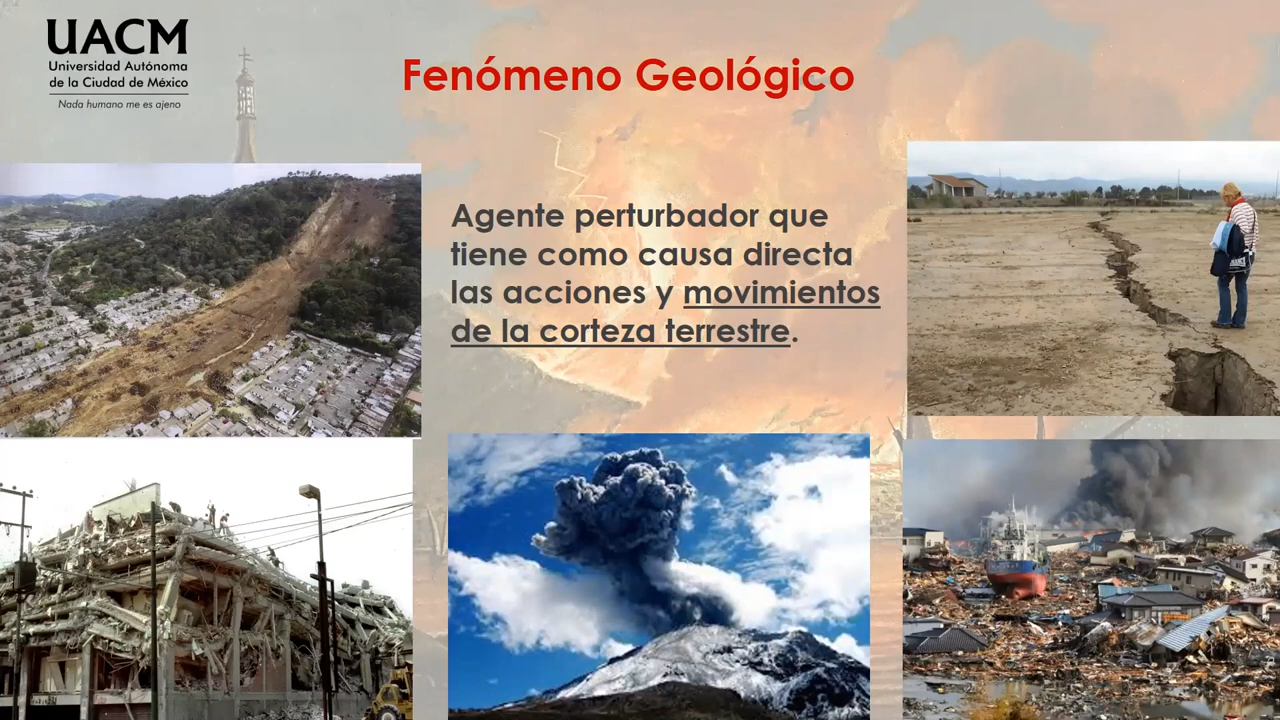 UACM
Universidad Autónoma
de la Ciudad de México
Nada humano me es ajeno
Fenómeno Geológico
Agente perturbador que
tiene como causa directa
las acciones y movimientos
de la corteza terrestre.